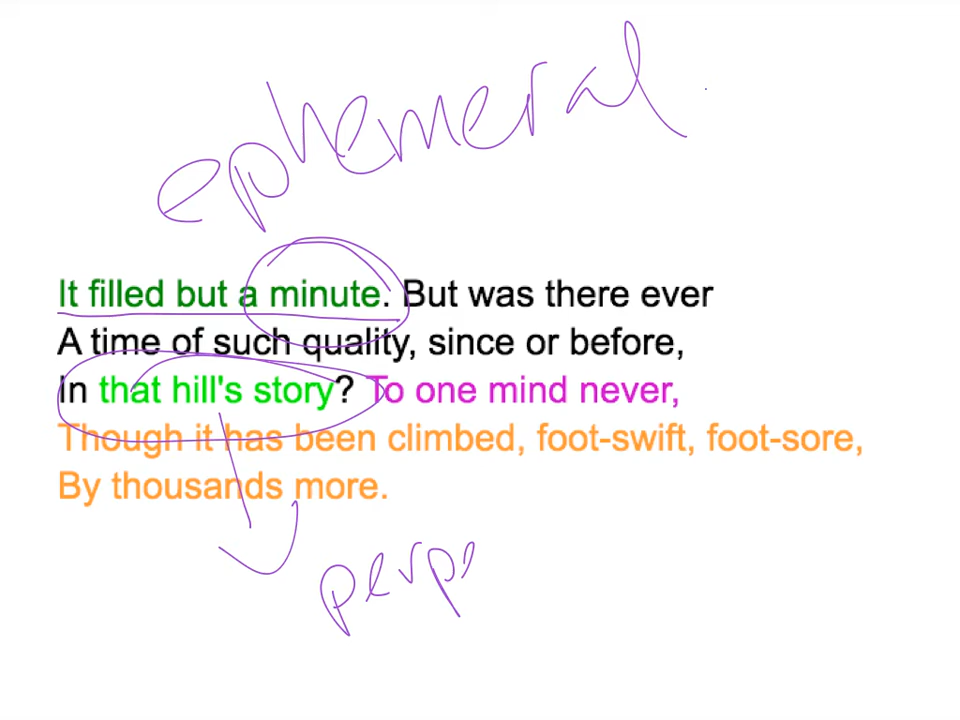 ephemeral
It filled but a minute. But was there ever
A time of such quality, since or before,
In that hill's story? To one mind never,
Though it has been climbed, foot-swift, foot-sore,
By thousands more.
perpe